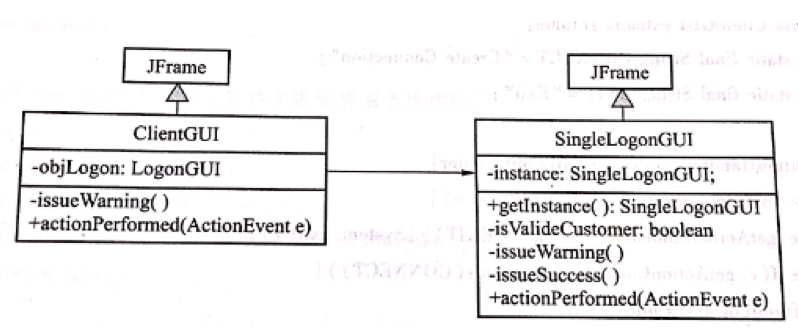 JFrame
ClientGUI
-objLogon: LogonGUI
-issueWarning( )
+actionPerformed(ActionEvent e)
JFrame
SingleLogonGUI
-instance: SingleLogonGUI;
+getInstance( ): SingleLogonGUI
-isValideCustomer: boolean
-issueWarning( )
-issueSuccess( )
+actionPerformed(ActionEvent e)